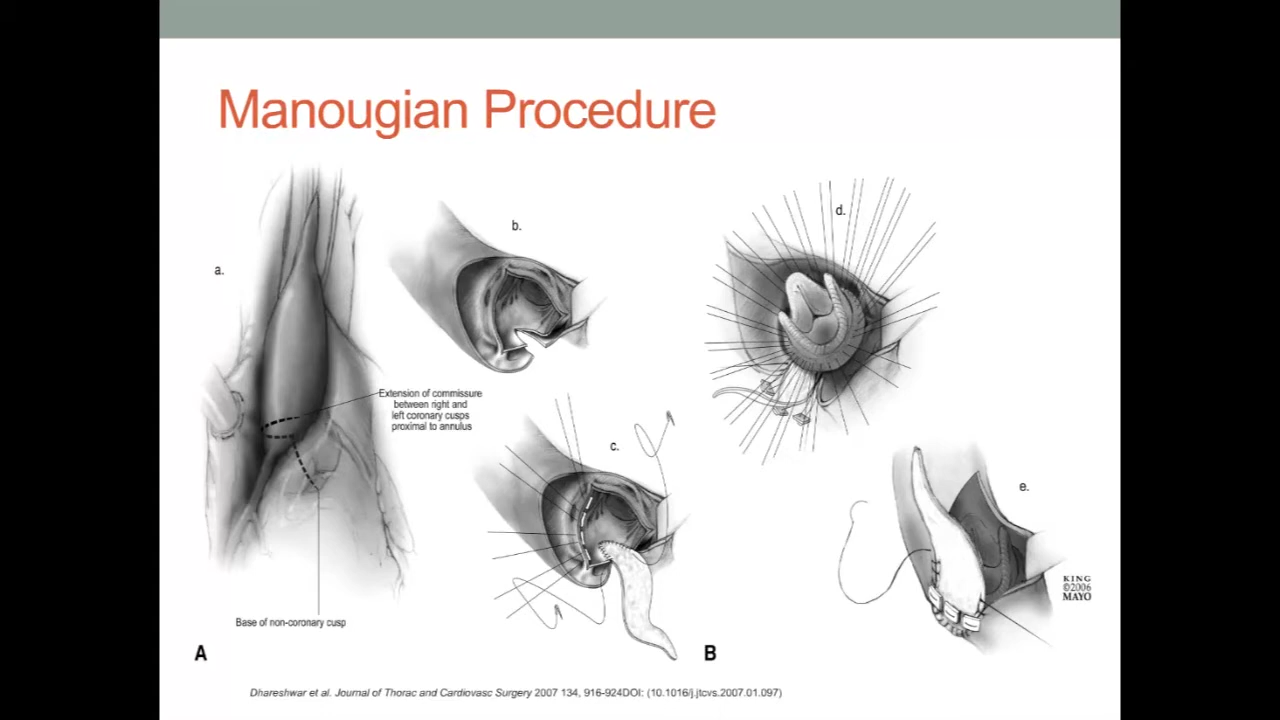 Manougian Procedure
a.
b.
Extension of commissure
between right and
left coronary cusps
proximal to annulus
c.
Base of non-coronary cusp
A
d.
e.
KING
©2006
MAYO
B
Dhareshwar et al. Journal of Thorac and Cardiovasc Surgery 2007 134, 916-924DOI: (10.1016/j.jtcvs.2007.01.097)